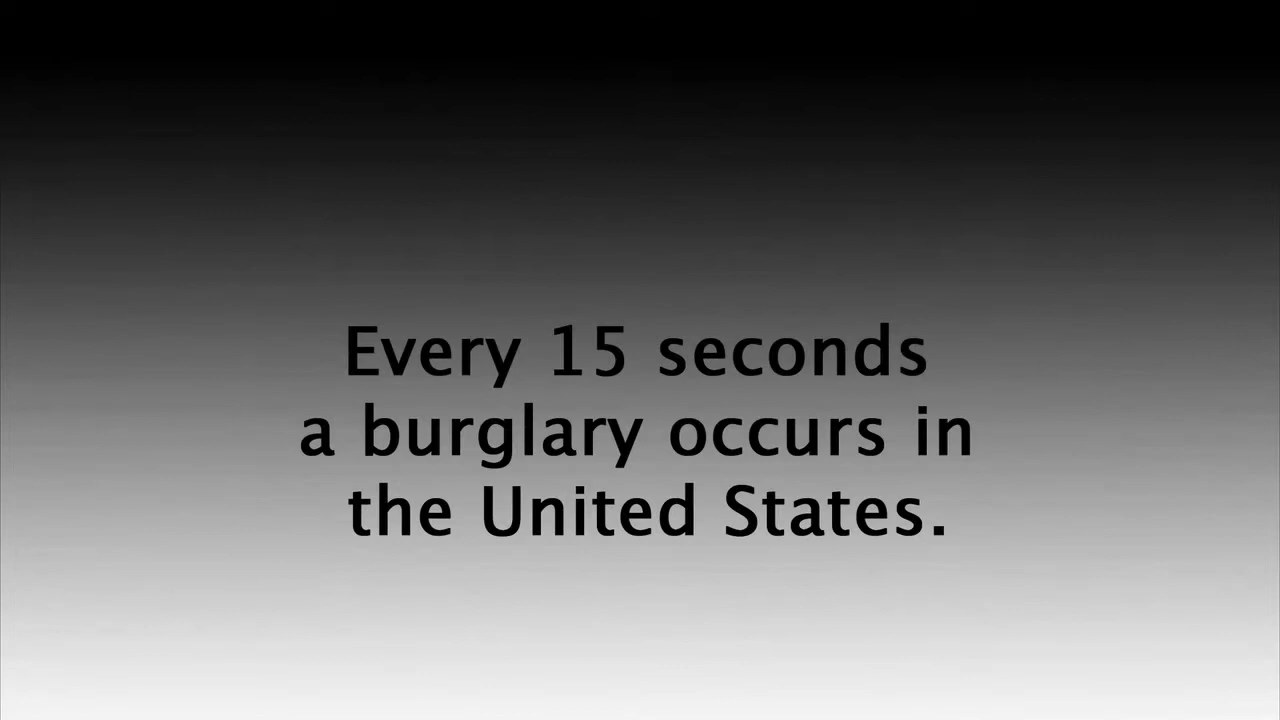 Every 15 seconds
a burglary occurs in
the United States.